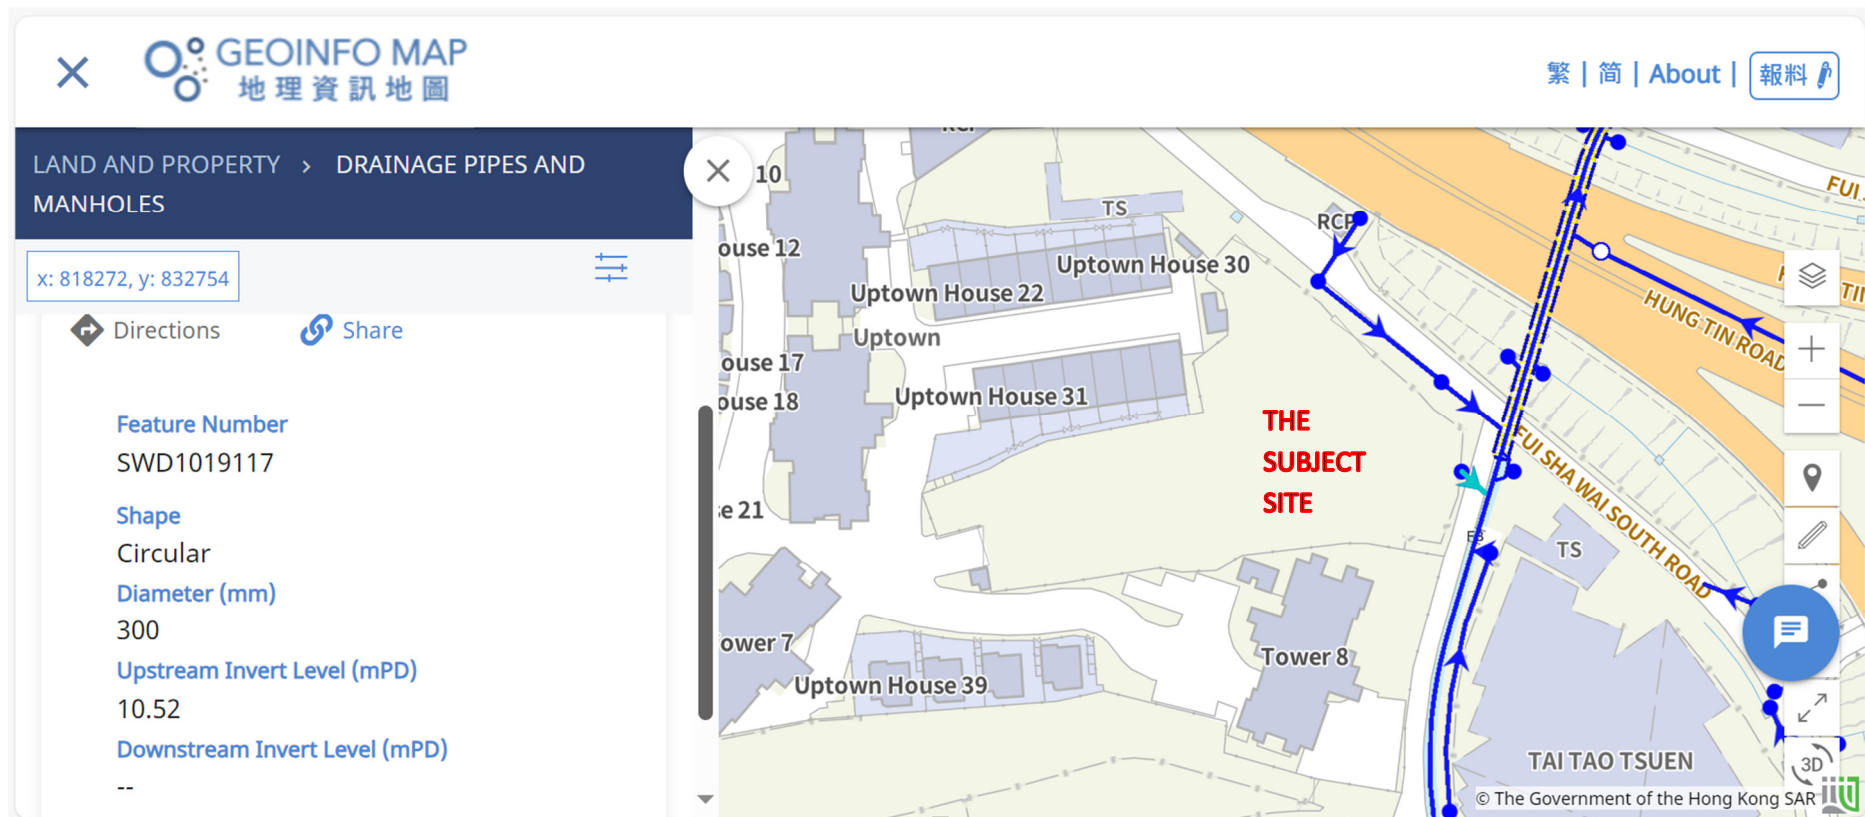 GEOINFO MAP
地理資訊地圖
繁 | 简 | About | 報料
LAND AND PROPERTY > DRAINAGE PIPES AND
MANHOLES
x: 818272, y: 832754
Directions
Share
Feature Number
SWD1019117
Shape
Circular
Diameter (mm)
300
Upstream Invert Level (mPD)
10.52
Downstream Invert Level (mPD)
--
10
TS
RCP
FUI
ouse 12
Uptown House 30
Uptown House 22
HUNG TIN ROAD
Uptown
ouse 17
Uptown House 31
ouse 18
THE
SUBJECT
SITE
FUI SHA WAI SOUTH ROAD
e 21
TS
ower 7
Tower 8
Uptown House 39
TAI TAO TSUEN
3D
© The Government of the Hong Kong SAR